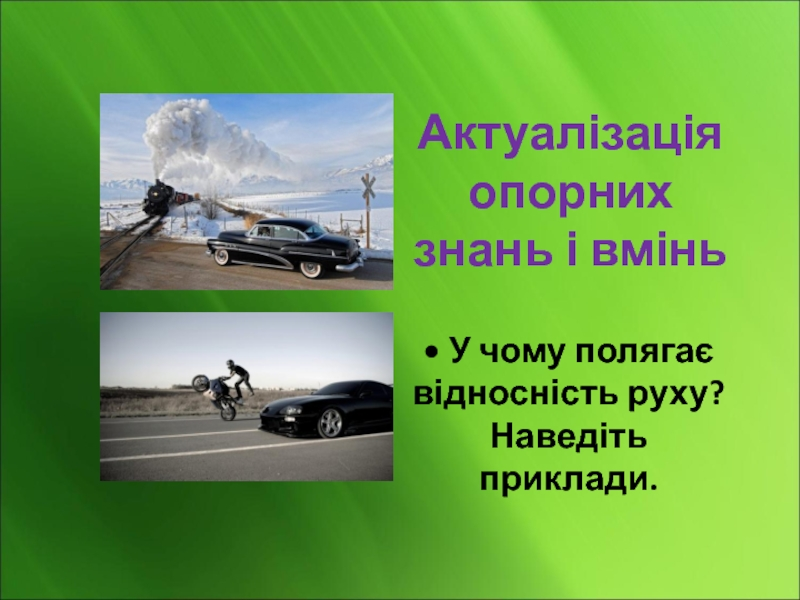 Актуалізація
опорних
знань і вмінь
• У чому полягає
відносність руху?
Наведіть
приклади.